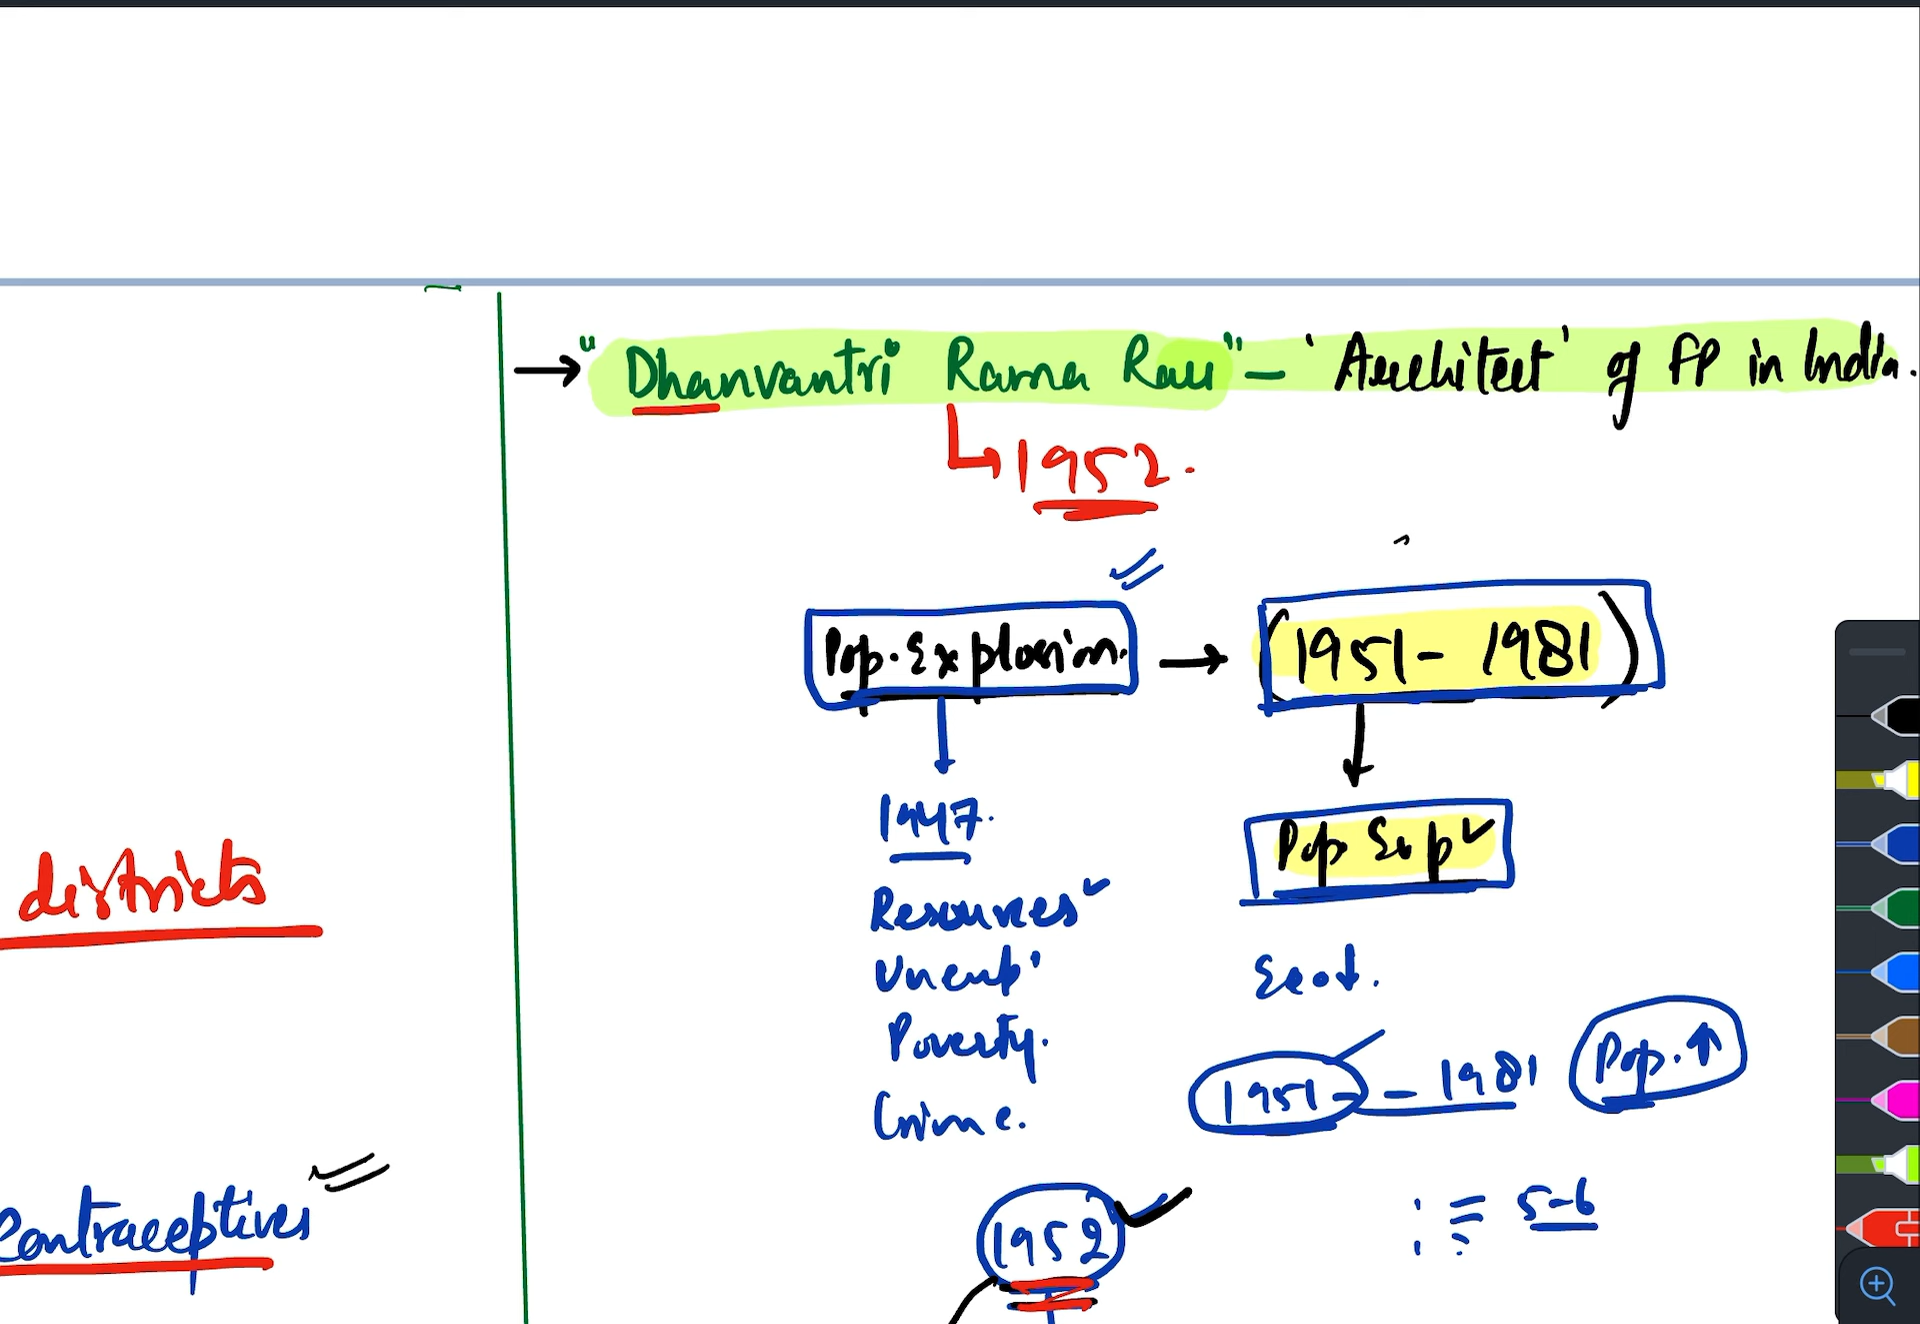 → "Dhanvantri Rama Rau" – 'Architect' of FP in India.
↳ 1952.
Pop. Explosion. → (1951 - 1981)
1947.
Pop Exp ✓
districts
Resources ✓
Poverty.
1951 - - 1981 Pop. ↑
Crime.
Contraceptives
5-6
1952 ✓